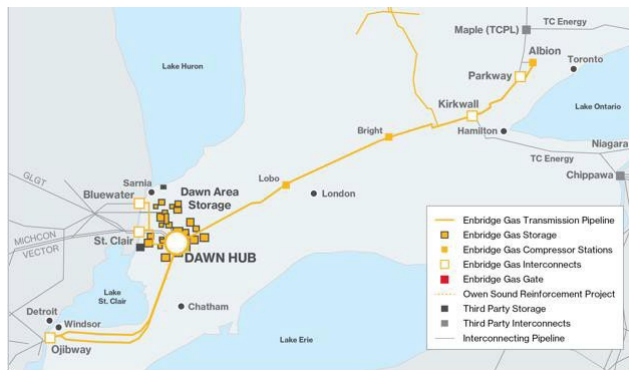 Maple (TCPL)
TC Energy
Albion
Toronto
Lake Huron
Parkway
Kirkwall
Lake Ontario
Bright
Hamilton
Niagara
TC Energy
Chippawa
GLGT
Sarnia
Bluewater
Dawn Area
Storage
Lobo
London
MICHCON
VECTOR
St. Clair
DAWN HUB
Lake
St. Clair
Detroit
Windsor
Chatham
Ojibway
Lake Erie
Enbridge Gas Transmission Pipeline
Enbridge Gas Storage
Enbridge Gas Compressor Stations
Enbridge Gas Interconnects
Enbridge Gas Gate
Owen Sound Reinforcement Project
Third Party Storage
Third Party Interconnects
Interconnecting Pipeline